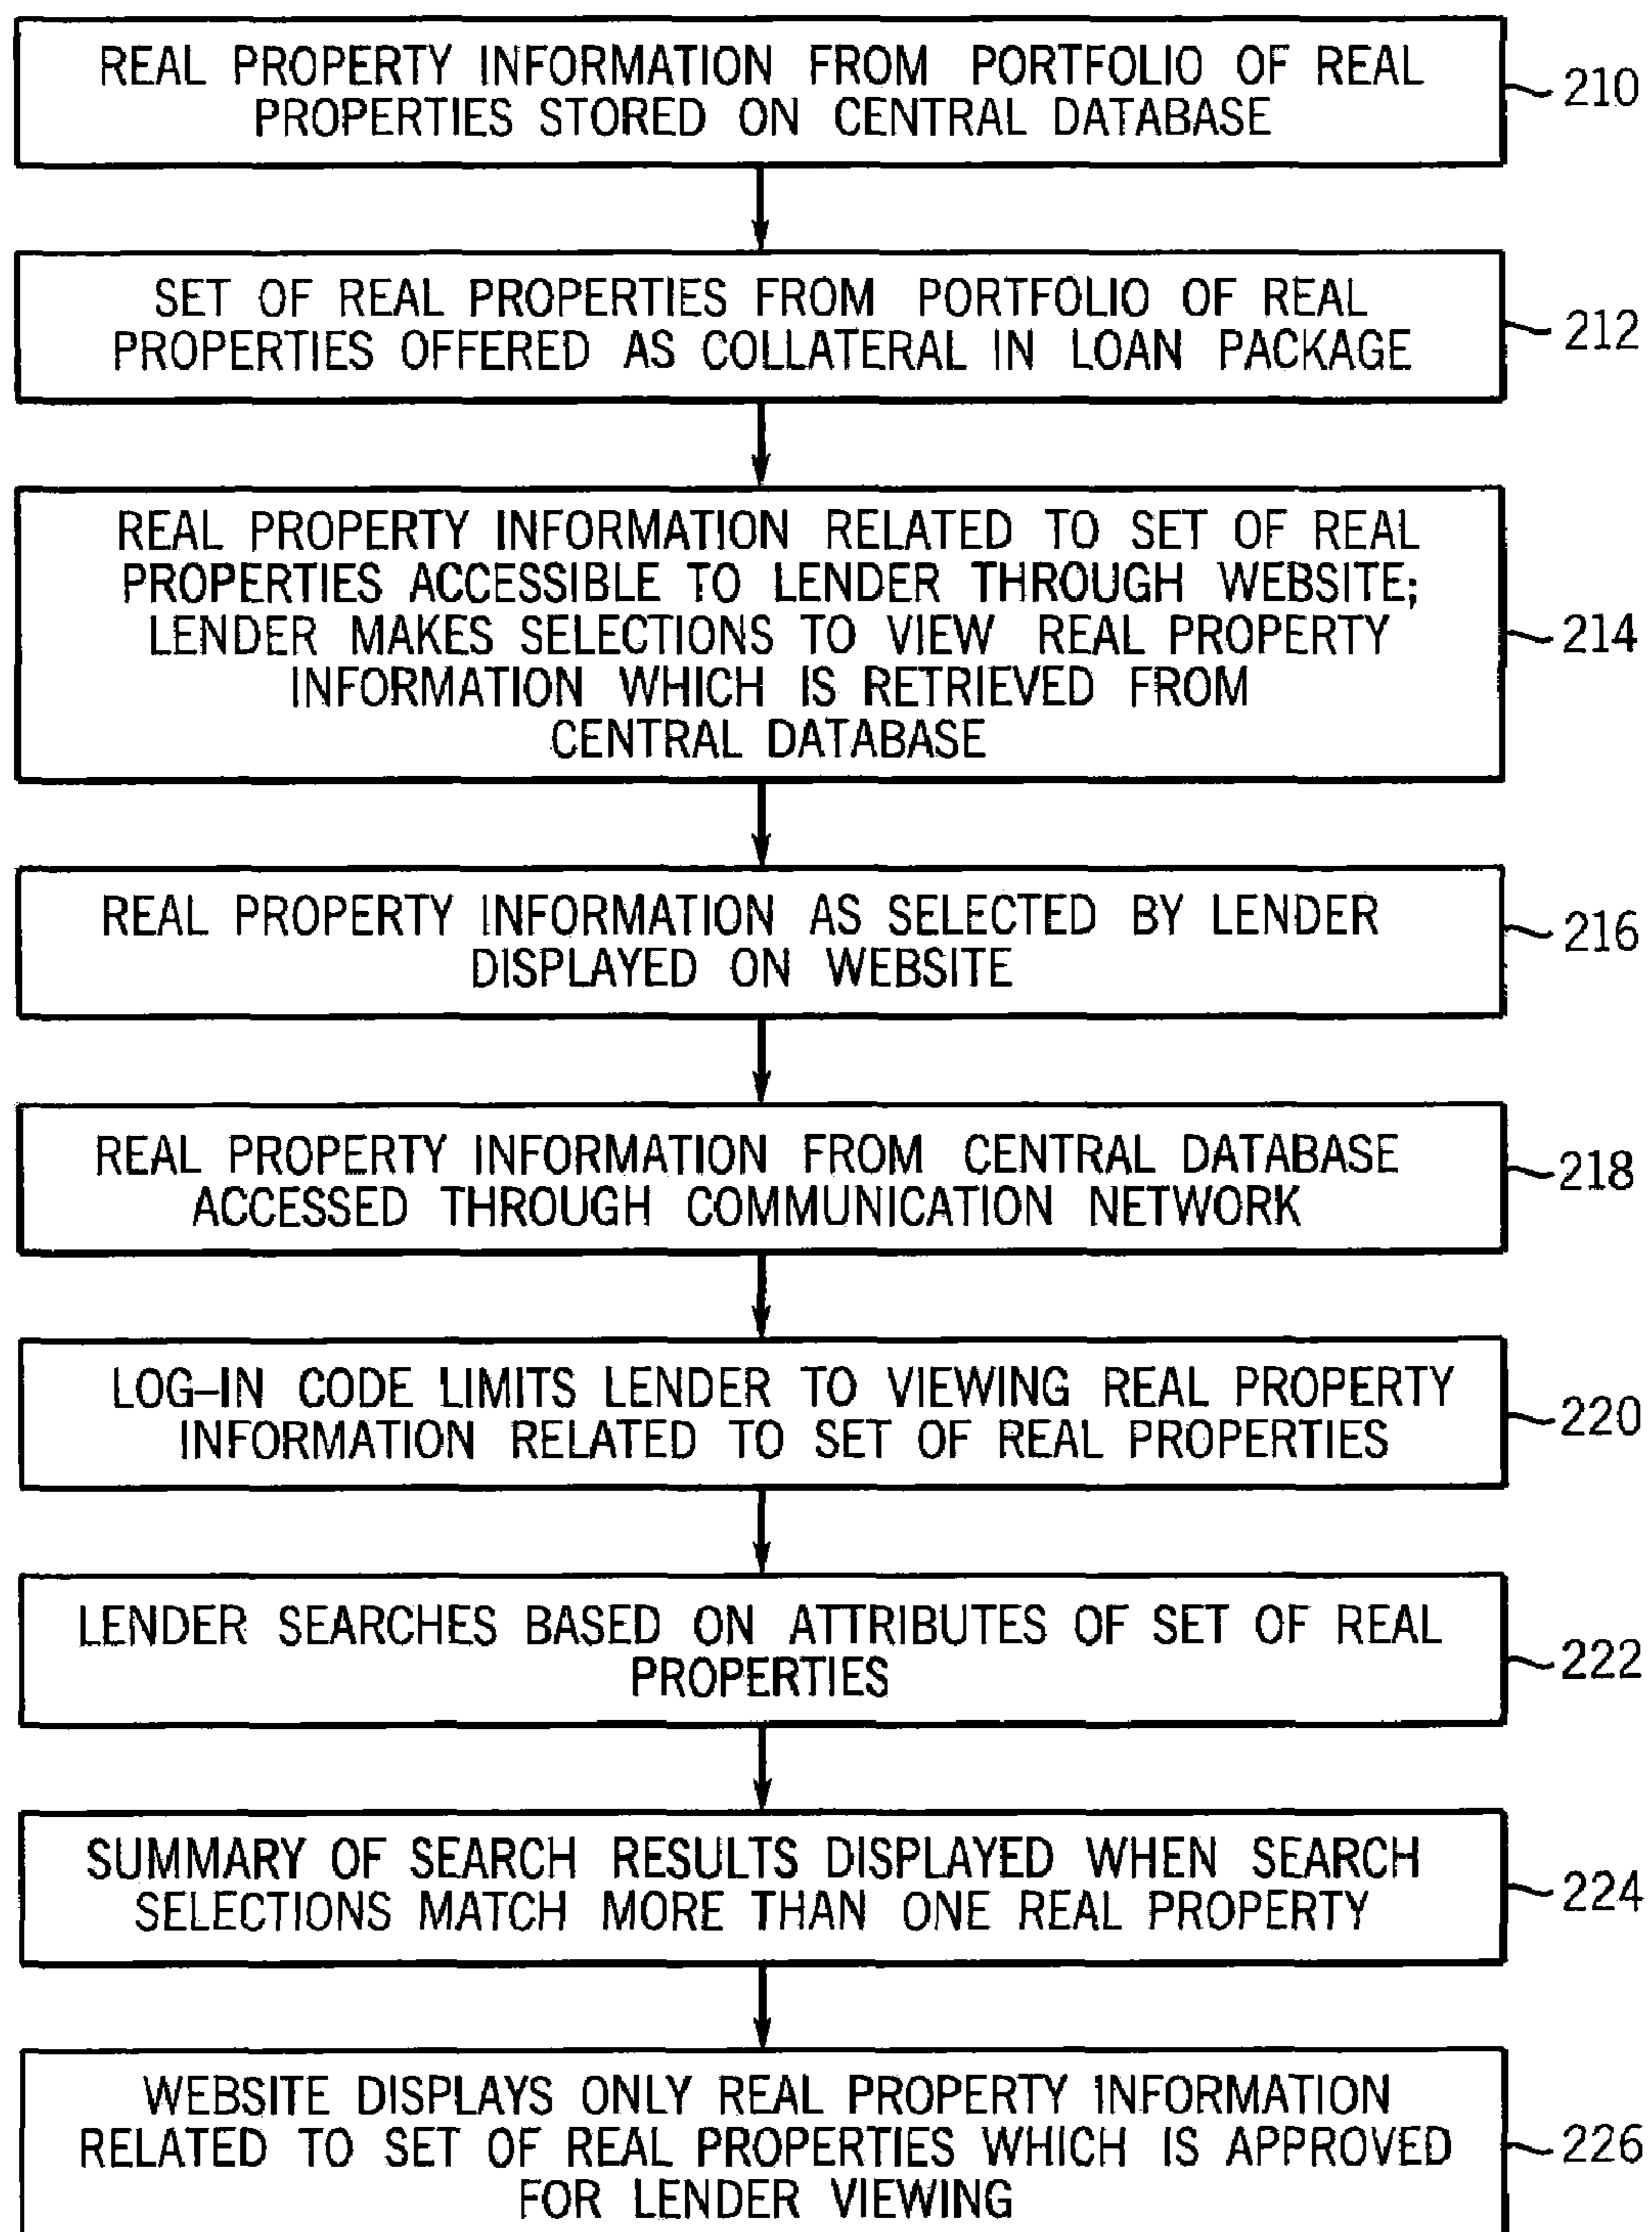 REAL PROPERTY INFORMATION FROM PORTFOLIO OF REAL
PROPERTIES STORED ON CENTRAL DATABASE
210
SET OF REAL PROPERTIES FROM PORTFOLIO OF REAL
PROPERTIES OFFERED AS COLLATERAL IN LOAN PACKAGE
212
REAL PROPERTY INFORMATION RELATED TO SET OF REAL
PROPERTIES ACCESSIBLE TO LENDER THROUGH WEBSITE;
LENDER MAKES SELECTIONS TO VIEW REAL PROPERTY
INFORMATION WHICH IS RETRIEVED FROM
CENTRAL DATABASE
214
REAL PROPERTY INFORMATION AS SELECTED BY LENDER
DISPLAYED ON WEBSITE
216
REAL PROPERTY INFORMATION FROM CENTRAL DATABASE
ACCESSED THROUGH COMMUNICATION NETWORK
218
LOG-IN CODE LIMITS LENDER TO VIEWING REAL PROPERTY
INFORMATION RELATED TO SET OF REAL PROPERTIES
220
LENDER SEARCHES BASED ON ATTRIBUTES OF SET OF REAL
PROPERTIES
222
SUMMARY OF SEARCH RESULTS DISPLAYED WHEN SEARCH
SELECTIONS MATCH MORE THAN ONE REAL PROPERTY
224
WEBSITE DISPLAYS ONLY REAL PROPERTY INFORMATION
RELATED TO SET OF REAL PROPERTIES WHICH IS APPROVED
FOR LENDER VIEWING
226